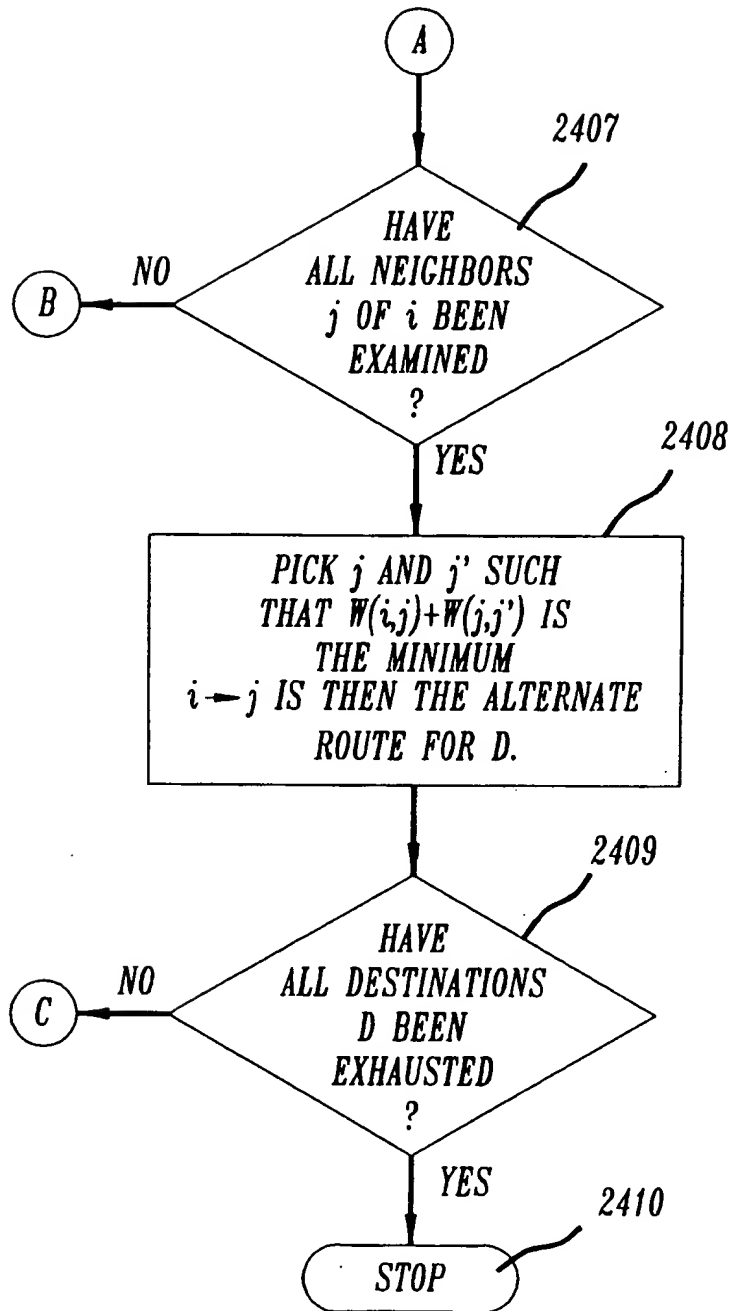 A
2407
HAVE
ALL NEIGHBORS
j OF i BEEN
EXAMINED
?
NO
B
YES
2408
PICK j AND j' SUCH
THAT W(i,j)+W(j,j') IS
THE MINIMUM
i → j IS THEN THE ALTERNATE
ROUTE FOR D.
2409
HAVE
ALL DESTINATIONS
D BEEN
EXHAUSTED
?
NO
C
YES
2410
STOP